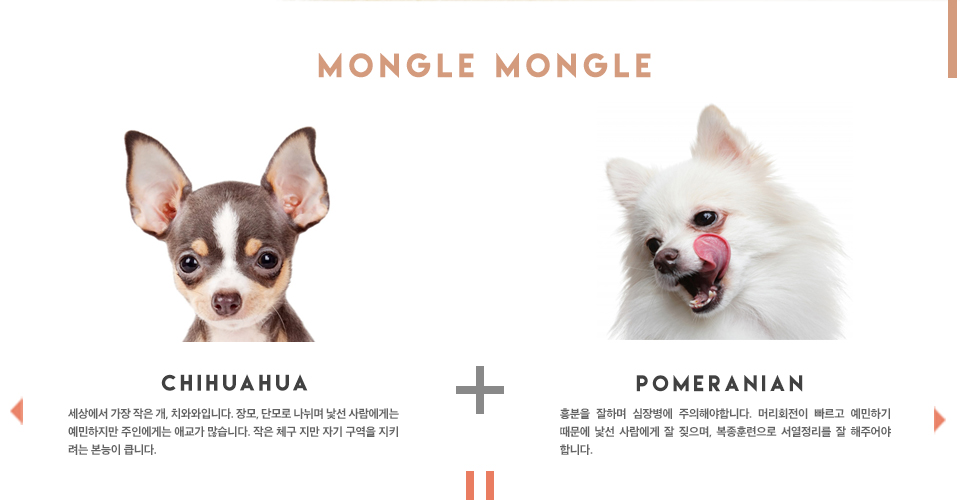 MONGLE MONGLE
CHIHUAHUA
세상에서 가장 작은 개, 치와와입니다. 장모, 단모로 나뉘며 낯선 사람에게는
예민하지만 주인에게는 애교가 많습니다. 작은 체구 지만 자기 구역을 지키
려는 본능이 큽니다.
POMERANIAN
흥분을 잘하며 심장병에 주의해야합니다. 머리회전이 빠르고 예민하기
때문에 낯선 사람에게 잘 짖으며, 복종훈련으로 서열정리를 잘 해주어야
합니다.